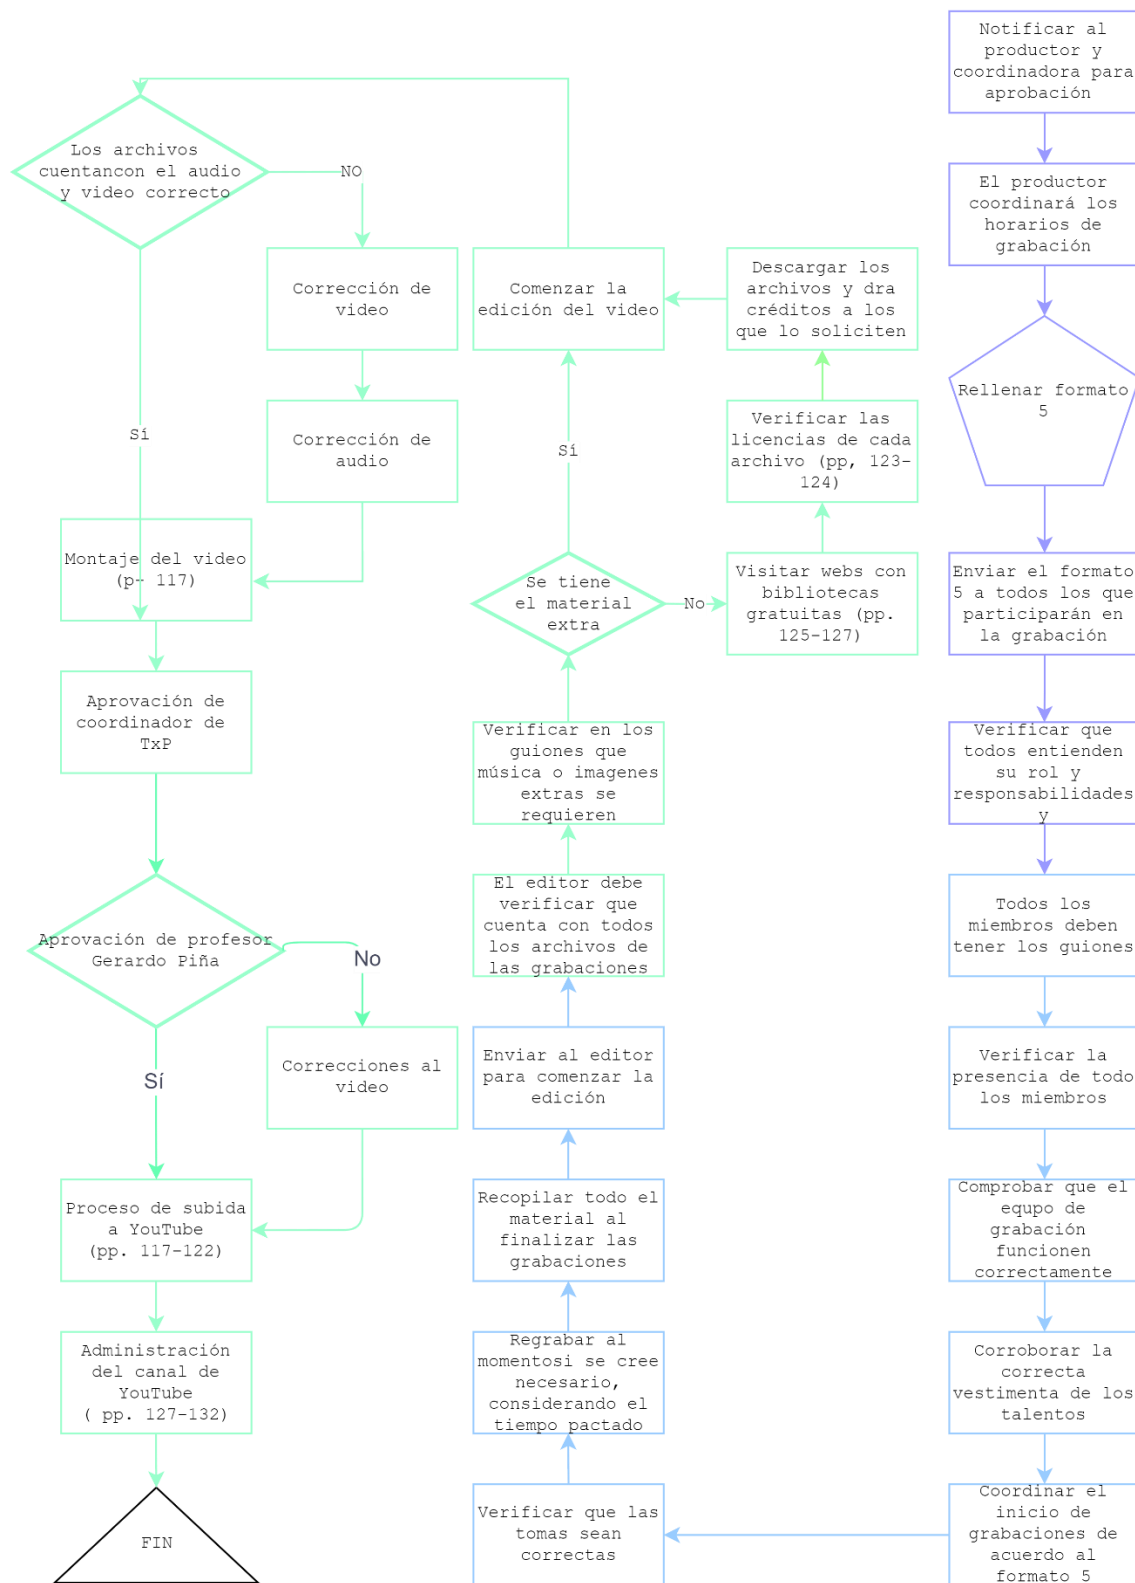 Notificar al
productor y
coordinadora para
aprobación
El productor
coordinará los
horarios de
grabación
Rellenar formato
5
Enviar el formato
5 a todos los que
participarán en
la grabación
Verificar que
todos entienden
su rol y
responsabilidades
y
Todos los
miembros deben
tener los guiones
Verificar la
presencia de todo
los miembros
Comprobar que el
equpo de
grabación
funcionen
correctamente
Corroborar la
correcta
vestimenta de los
talentos
Coordinar el
inicio de
grabaciones de
acuerdo al
formato 5
Verificar que las
tomas sean
correctas
Regrabar al
momentosi se cree
necesario,
considerando el
tiempo pactado
Recopilar todo el
material al
finalizar las
grabaciones
Enviar al editor
para comenzar la
edición
El editor debe
verificar que
cuenta con todos
los archivos de
las grabaciones
Verificar en los
guiones que
música o imagenes
extras se
requieren
Se tiene
el material
extra
No
Visitar webs con
bibliotecas
gratuitas (pp.
125-127)
Verificar las
licencias de cada
archivo (pp, 123-
124)
Descargar los
archivos y dra
créditos a los
que lo soliciten
Sí
Comenzar la
edición del video
Los archivos
cuentancon el audio
y video correcto
NO
Corrección de
video
Corrección de
audio
Sí
Montaje del video
(p- 117)
Aprovación de
coordinador de
TxP
Aprovación de profesor
Gerardo Piña
No
Correcciones al
video
Sí
Proceso de subida
a YouTube
(pp. 117-122)
Administración
del canal de
YouTube
( pp. 127-132)
FIN